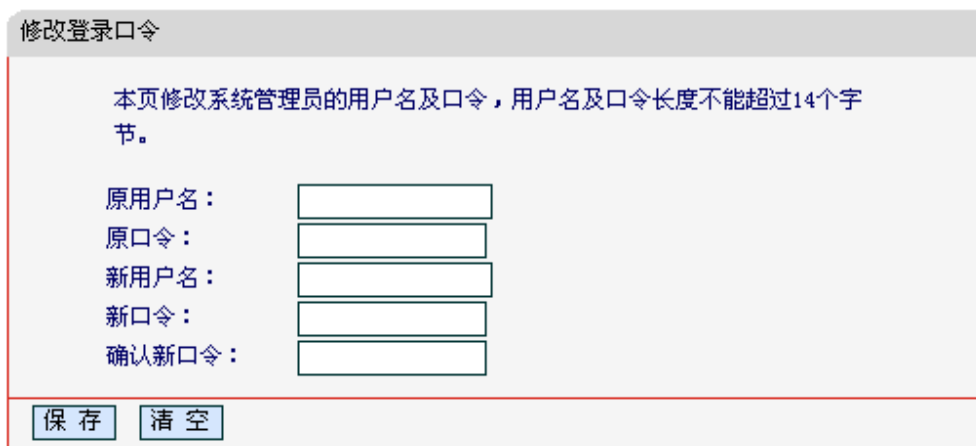 修改登录口令
本页修改系统管理员的用户名及口令，用户名及口令长度不能超过14个字
节。
原用户名：
原口令：
新用户名：
新口令：
确认新口令：
保 存 清 空